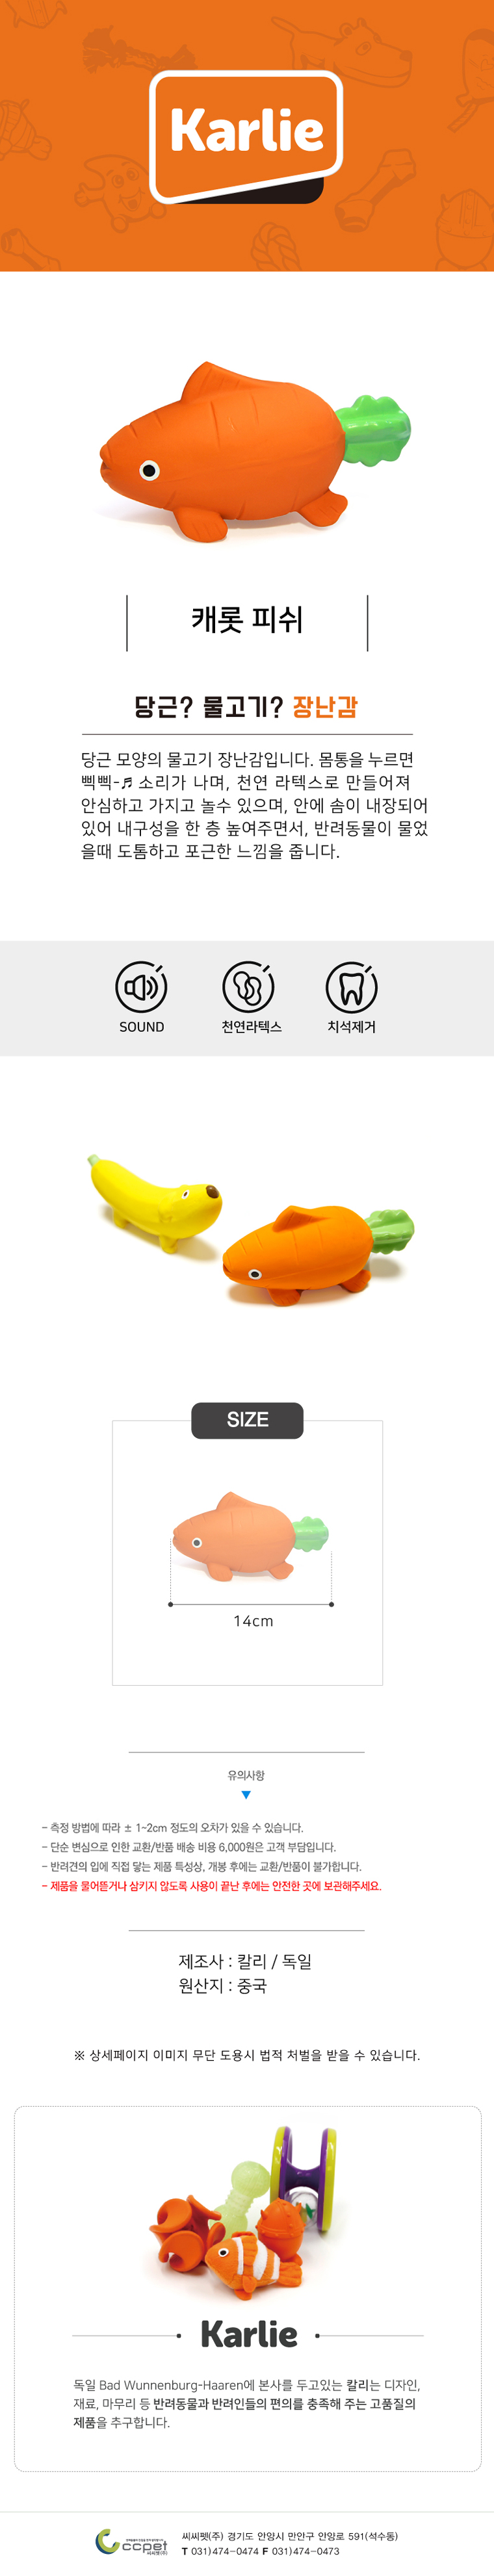 Karlie
캐롯 피쉬
당근? 물고기? 장난감
당근 모양의 물고기 장난감입니다. 몸통을 누르면
삑삑-♬ 소리가 나며, 천연 라텍스로 만들어져
안심하고 가지고 놀수 있으며, 안에 솜이 내장되어
있어 내구성을 한 층 높여주면서, 반려동물이 물었
을때 도톰하고 포근한 느낌을 줍니다.
SOUND 천연라텍스 치석제거
SIZE
14cm
유의사항
- 측정 방법에 따라 ± 1~2cm 정도의 오차가 있을 수 있습니다.
- 단순 변심으로 인한 교환/반품 배송 비용 6,000원은 고객 부담입니다.
- 반려견의 입에 직접 닿는 제품 특성상, 개봉 후에는 교환/반품이 불가합니다.
- 제품을 물어뜯거나 삼키지 않도록 사용이 끝난 후에는 안전한 곳에 보관해주세요.
제조사 : 칼리 / 독일
원산지 : 중국
※ 상세페이지 이미지 무단 도용시 법적 처벌을 받을 수 있습니다.
Karlie
독일 Bad Wunnenburg-Haaren에 본사를 두고있는 칼리는 디자인,
재료, 마무리 등 반려동물과 반려인들의 편의를 충족해 주는 고품질의
제품을 추구합니다.
ccpet
씨씨펫(주)
씨씨펫(주) 경기도 안양시 만안구 안양로 591(석수동)
T 031)474-0474 F 031)474-0473